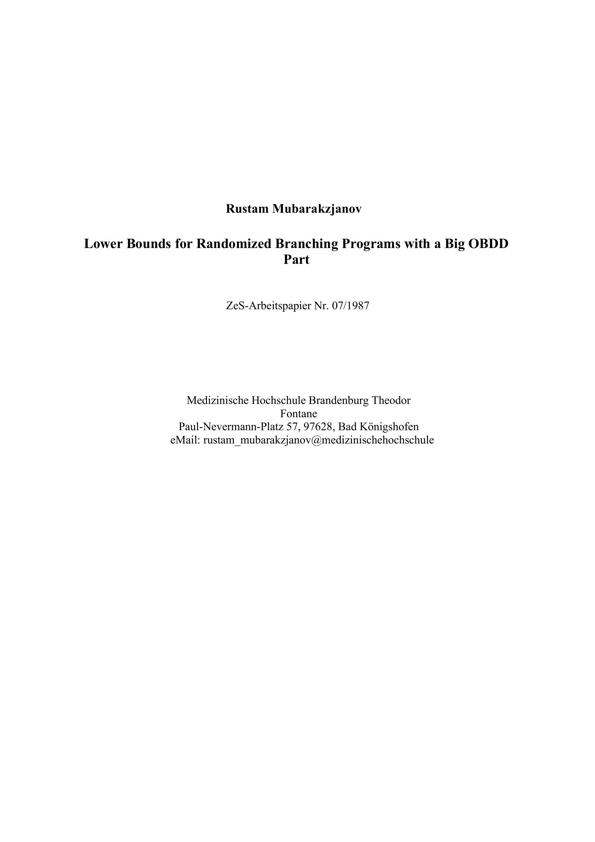 Rustam Mubarakzjanov
Lower Bounds for Randomized Branching Programs with a Big OBDD
Part
ZeS-Arbeitspapier Nr. 07/1987
Medizinische Hochschule Brandenburg Theodor
Fontane
Paul-Nevermann-Platz 57, 97628, Bad Königshofen
eMail: rustam_mubarakzjanov@medizinischehochschule